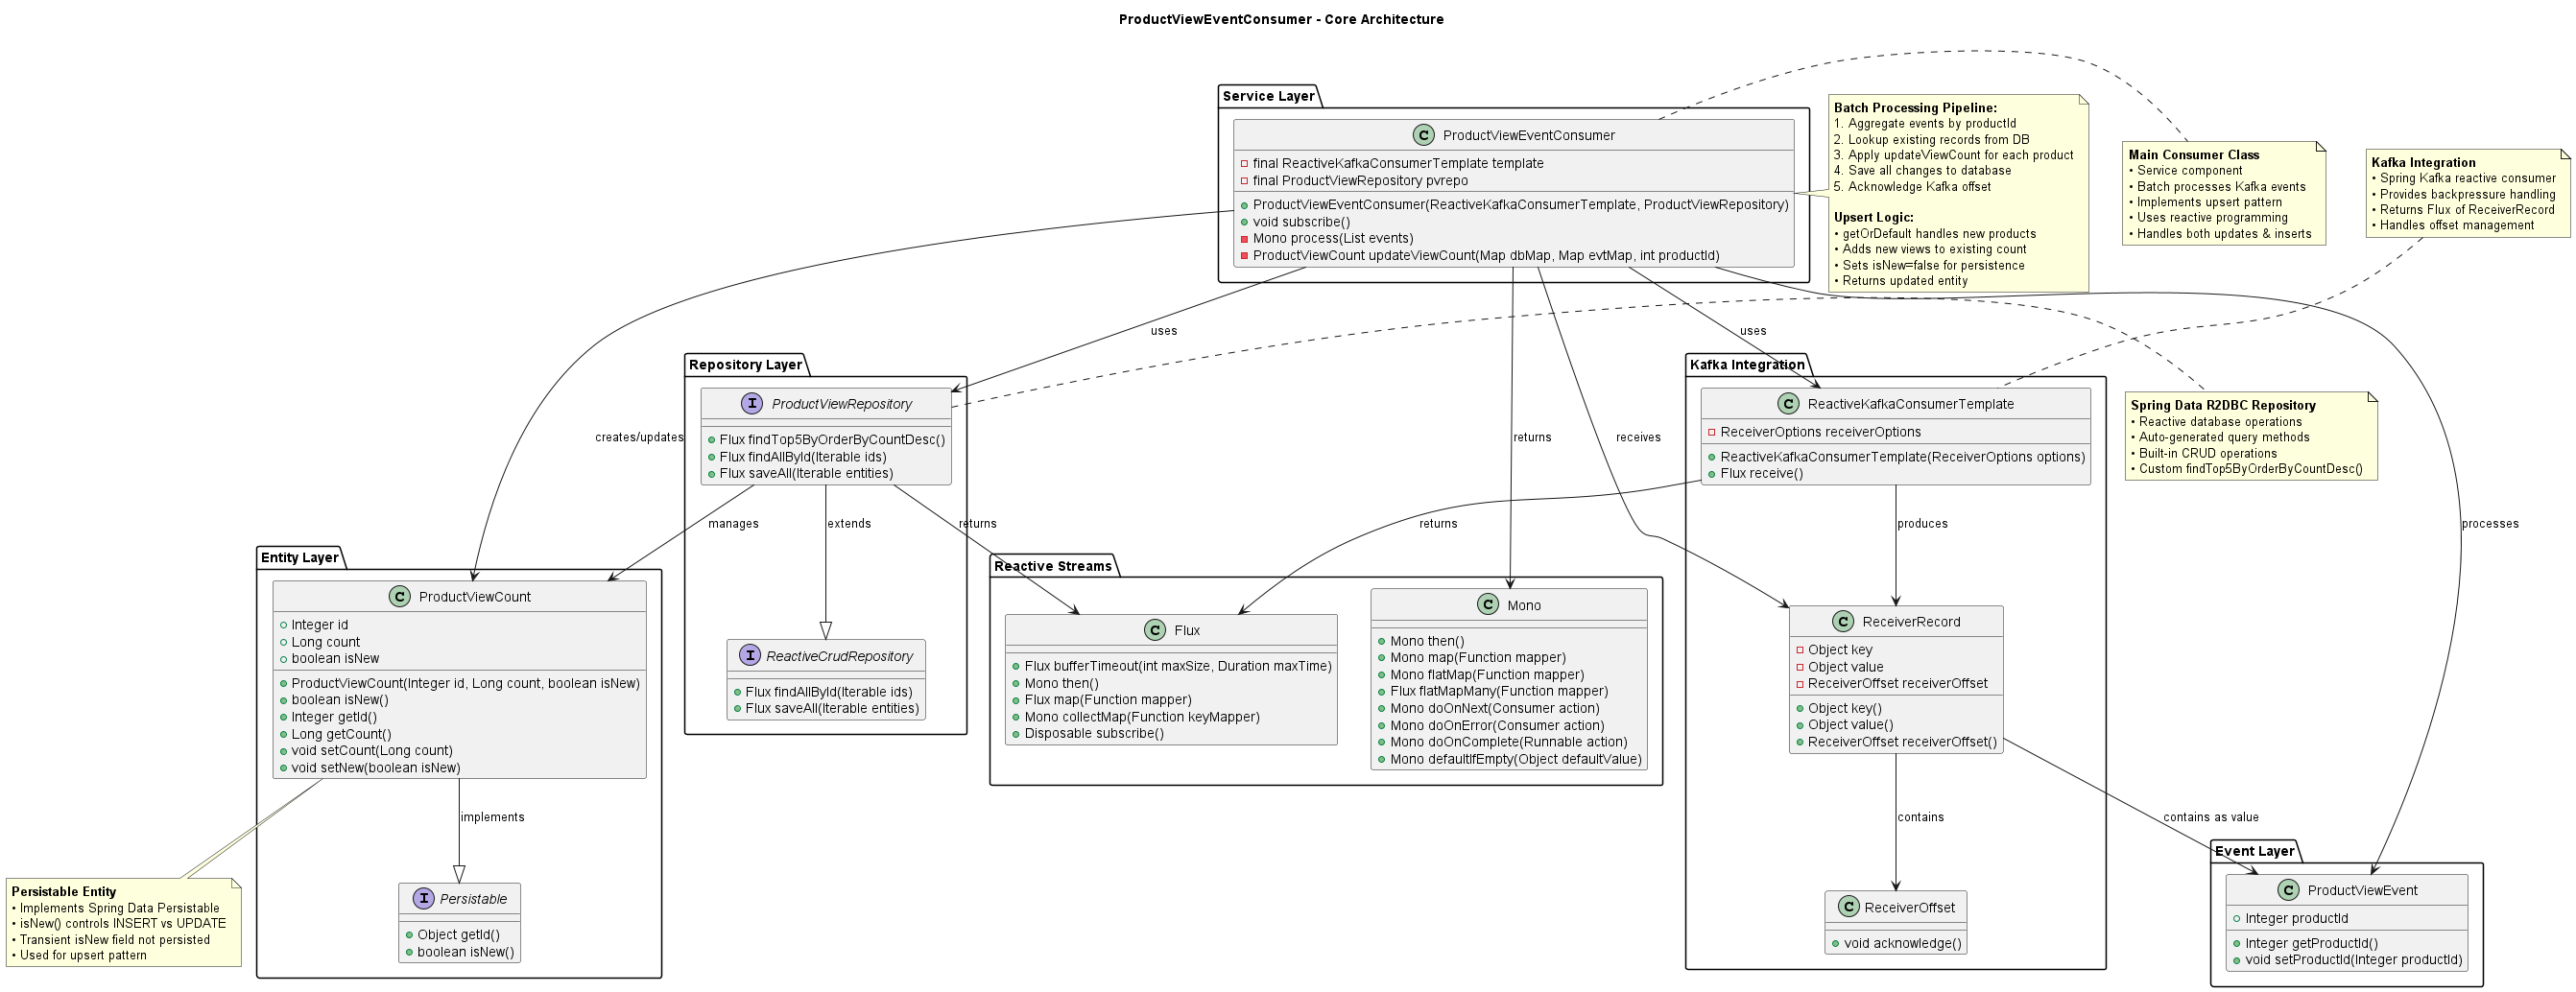 ProductViewEventConsumer - Core Architecture
Service Layer
ProductViewEventConsumer
final ReactiveKafkaConsumerTemplate template
final ProductViewRepository pvrepo
ProductViewEventConsumer(ReactiveKafkaConsumerTemplate, ProductViewRepository)
void subscribe()
Mono process(List events)
ProductViewCount updateViewCount(Map dbMap, Map evtMap, int productId)
Batch Processing Pipeline:
1. Aggregate events by productId
2. Lookup existing records from DB
3. Apply updateViewCount for each product
4. Save all changes to database
5. Acknowledge Kafka offset
Upsert Logic:
• getOrDefault handles new products
• Adds new views to existing count
• Sets isNew=false for persistence
• Returns updated entity
Main Consumer Class
• Service component
• Batch processes Kafka events
• Implements upsert pattern
• Uses reactive programming
• Handles both updates & inserts
Kafka Integration
• Spring Kafka reactive consumer
• Provides backpressure handling
• Returns Flux of ReceiverRecord
• Handles offset management
uses
uses
Repository Layer
ProductViewRepository
Flux findTop5ByOrderByCountDesc()
Flux findAllById(Iterable ids)
Flux saveAll(Iterable entities)
creates/updates
returns
receives
Kafka Integration
ReactiveKafkaConsumerTemplate
ReceiverOptions receiverOptions
ReactiveKafkaConsumerTemplate(ReceiverOptions options)
Flux receive()
Spring Data R2DBC Repository
• Reactive database operations
• Auto-generated query methods
• Built-in CRUD operations
• Custom findTop5ByOrderByCountDesc()
manages
extends
returns
returns
produces
processes
Entity Layer
ProductViewCount
Integer id
Long count
boolean isNew
ProductViewCount(Integer id, Long count, boolean isNew)
boolean isNew()
Integer getId()
Long getCount()
void setCount(Long count)
void setNew(boolean isNew)
ReactiveCrudRepository
Flux findAllById(Iterable ids)
Flux saveAll(Iterable entities)
Reactive Streams
Flux
Flux bufferTimeout(int maxSize, Duration maxTime)
Mono then()
Flux map(Function mapper)
Mono collectMap(Function keyMapper)
Disposable subscribe()
Mono
Mono then()
Mono map(Function mapper)
Mono flatMap(Function mapper)
Flux flatMapMany(Function mapper)
Mono doOnNext(Consumer action)
Mono doOnError(Consumer action)
Mono doOnComplete(Runnable action)
Mono defaultIfEmpty(Object defaultValue)
ReceiverRecord
Object key
Object value
ReceiverOffset receiverOffset
Object key()
Object value()
ReceiverOffset receiverOffset()
implements
contains
contains as value
Persistable Entity
• Implements Spring Data Persistable
• isNew() controls INSERT vs UPDATE
• Transient isNew field not persisted
• Used for upsert pattern
Persistable
Object getId()
boolean isNew()
ReceiverOffset
void acknowledge()
Event Layer
ProductViewEvent
Integer productId
Integer getProductId()
void setProductId(Integer productId)